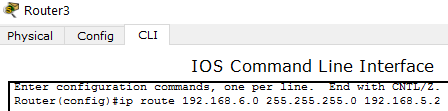 Router3
Physical Config CLI
IOS Command Line Interface
Enter configuration commands, one per line.  End with CNTL/Z.
Router(config)#ip route 192.168.6.0 255.255.255.0 192.168.5.2